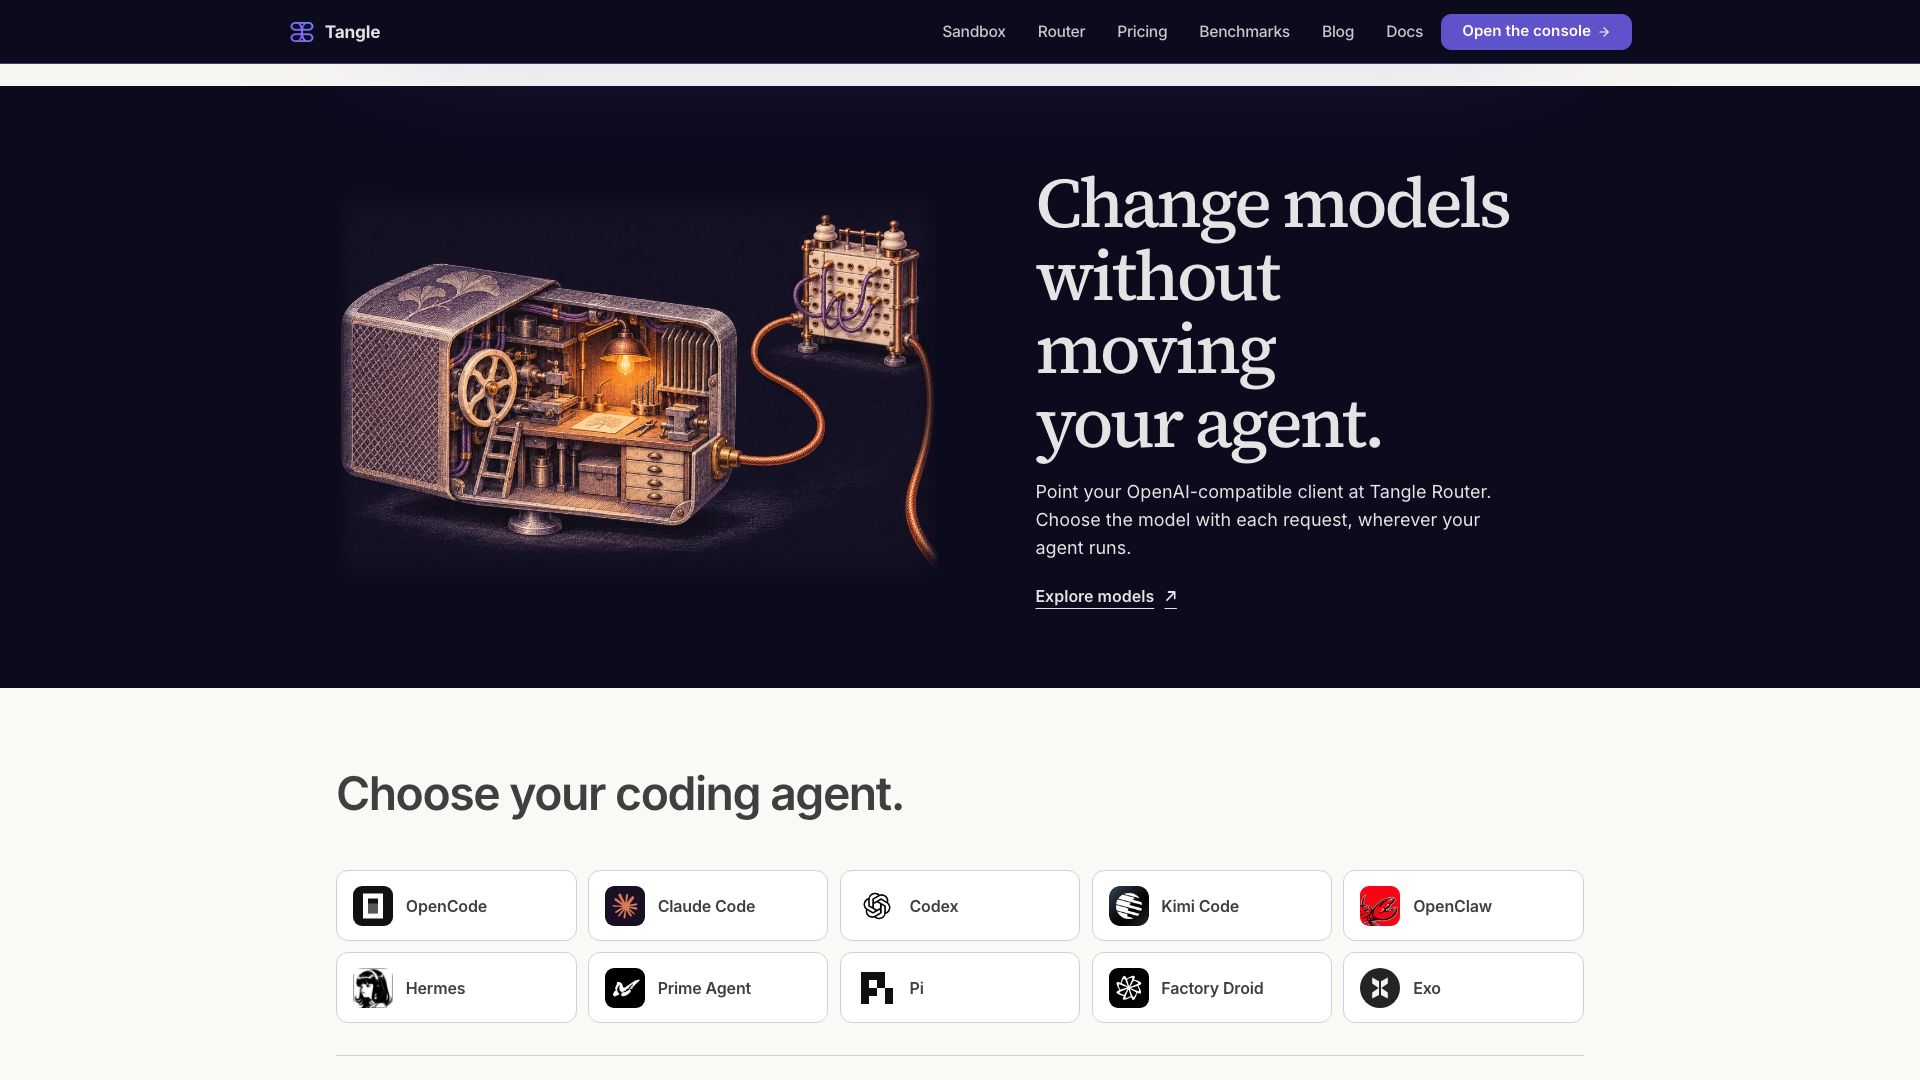 Tangle
Sandbox
Router
Pricing
Benchmarks
Blog
Docs
Open the console →
Change models
without
moving
your agent.
Point your OpenAI-compatible client at Tangle Router.
Choose the model with each request, wherever your
agent runs.
Explore models ↗
Choose your coding agent.
OpenCode
Claude Code
Codex
Kimi Code
OpenClaw
Hermes
Prime Agent
Pi
Factory Droid
Exo